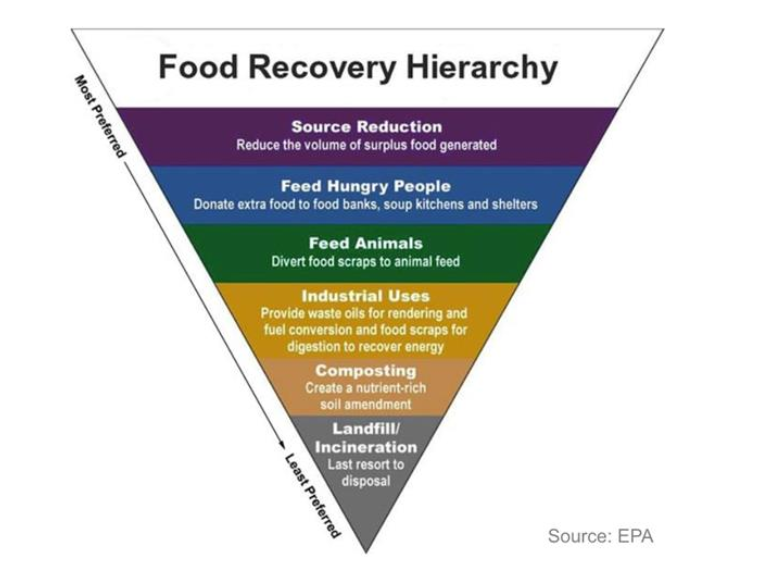 Food Recovery Hierarchy
Most Preferred
Source Reduction
Reduce the volume of surplus food generated
Feed Hungry People
Donate extra food to food banks, soup kitchens and shelters
Feed Animals
Divert food scraps to animal feed
Industrial Uses
Provide waste oils for rendering and
fuel conversion and food scraps for
digestion to recover energy
Composting
Create a nutrient-rich
soil amendment
Landfill/
Incineration
Last resort to
disposal
Least Preferred
Source: EPA